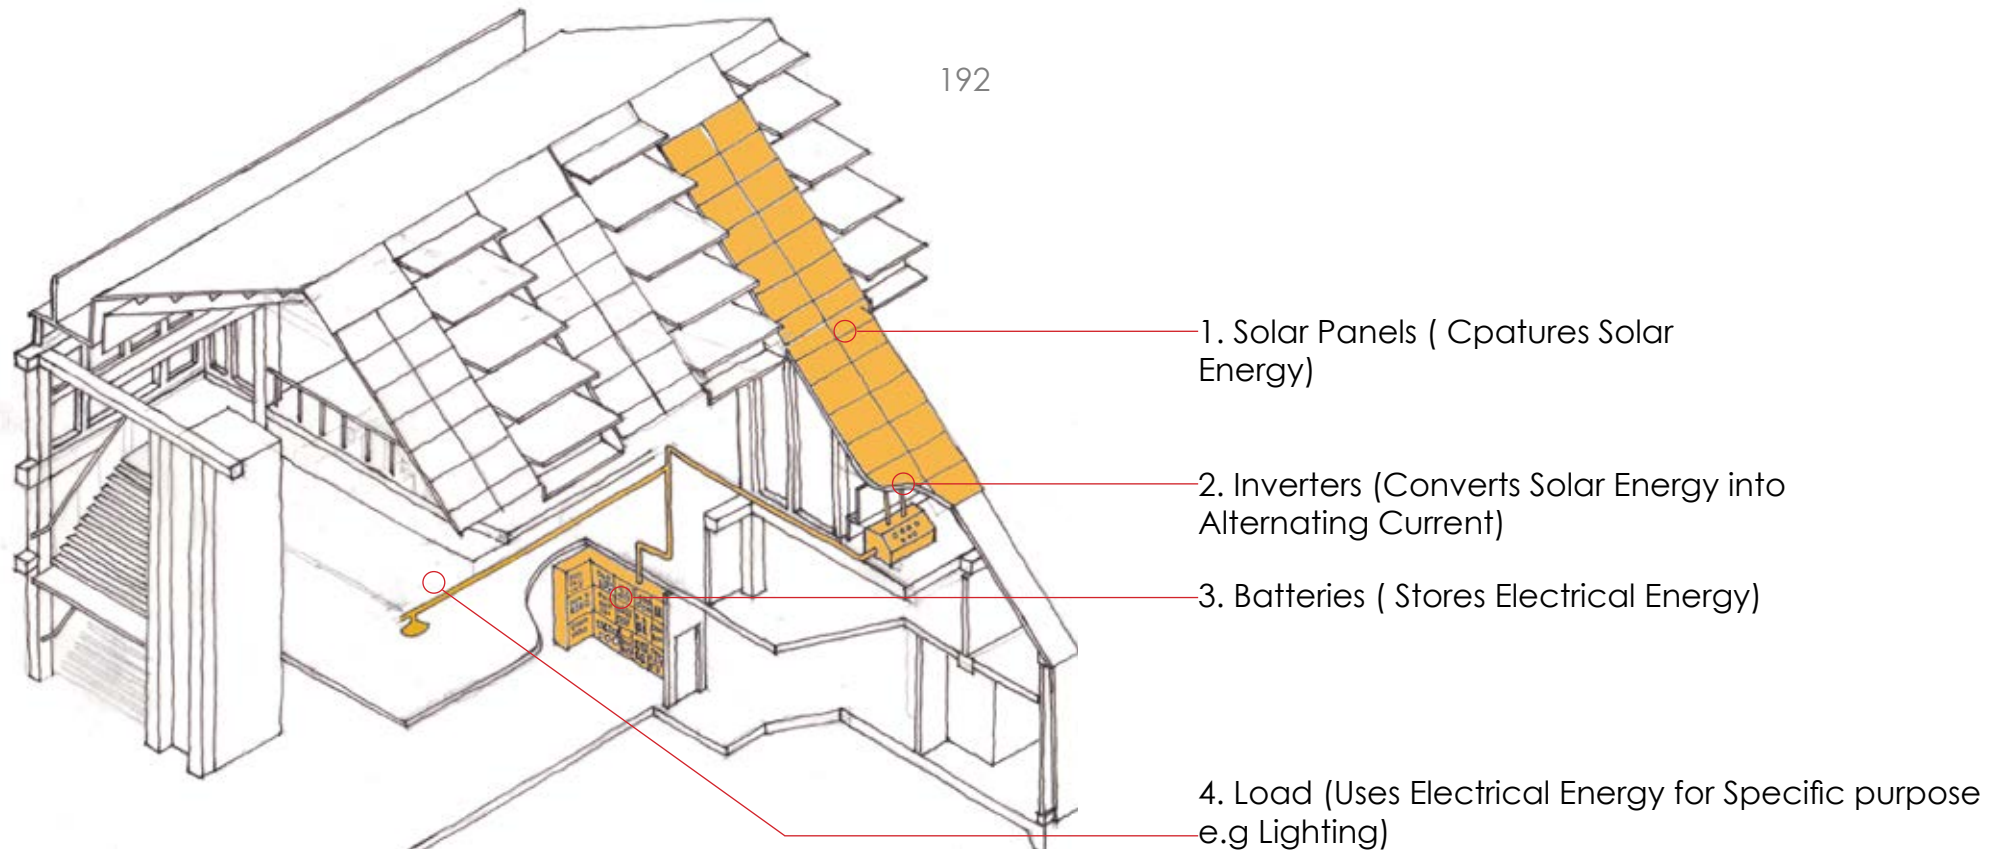 192
1. Solar Panels ( Cpatures Solar
Energy)
2. Inverters (Converts Solar Energy into
Alternating Current)
3. Batteries ( Stores Electrical Energy)
4. Load (Uses Electrical Energy for Specific purpose
e.g Lighting)